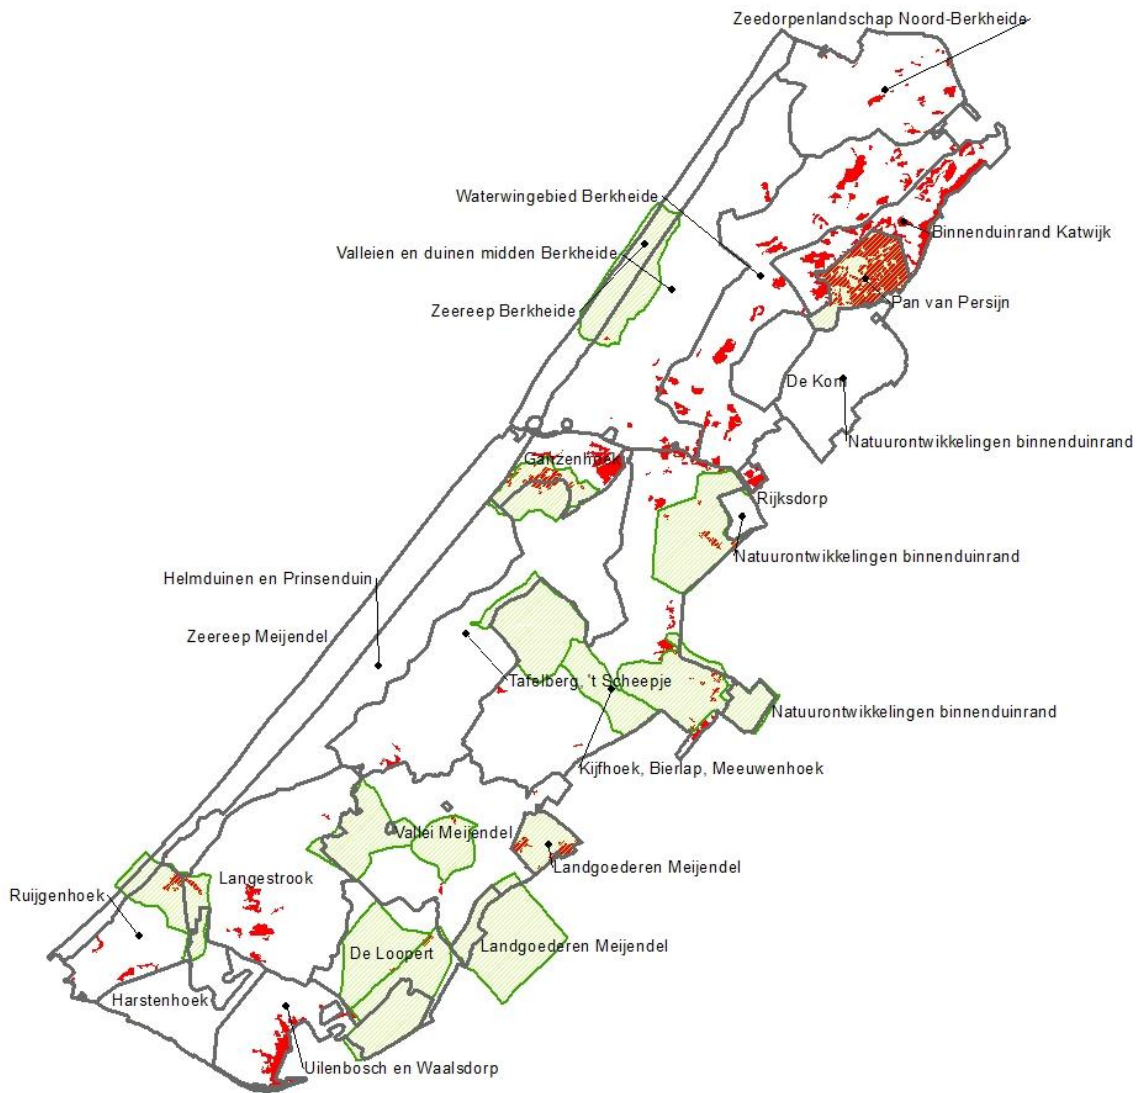 Zeedorpenlandschap Noord-Berkheide
Waterwingebied Berkheide
Binnenduinrand Katwijk
Valleien en duinen midden Berkheide
Pan van Persijn
Zeereep Berkheide
De Kom
Natuurontwikkelingen binnenduinrand
Ganzenhoek
Rijksdorp
Natuurontwikkelingen binnenduinrand
Helmduinen en Prinsenduin
Zeereep Meijendel
Tafelberg, 't Scheepje
Natuurontwikkelingen binnenduinrand
Kijfhoek, Bierlap, Meeuwenhoek
Vallei Meijendel
Landgoederen Meijendel
Langestrook
Ruijgenhoek
Landgoederen Meijendel
De Loopert
Harstenhoek
Uilenbosch en Waalsdorp